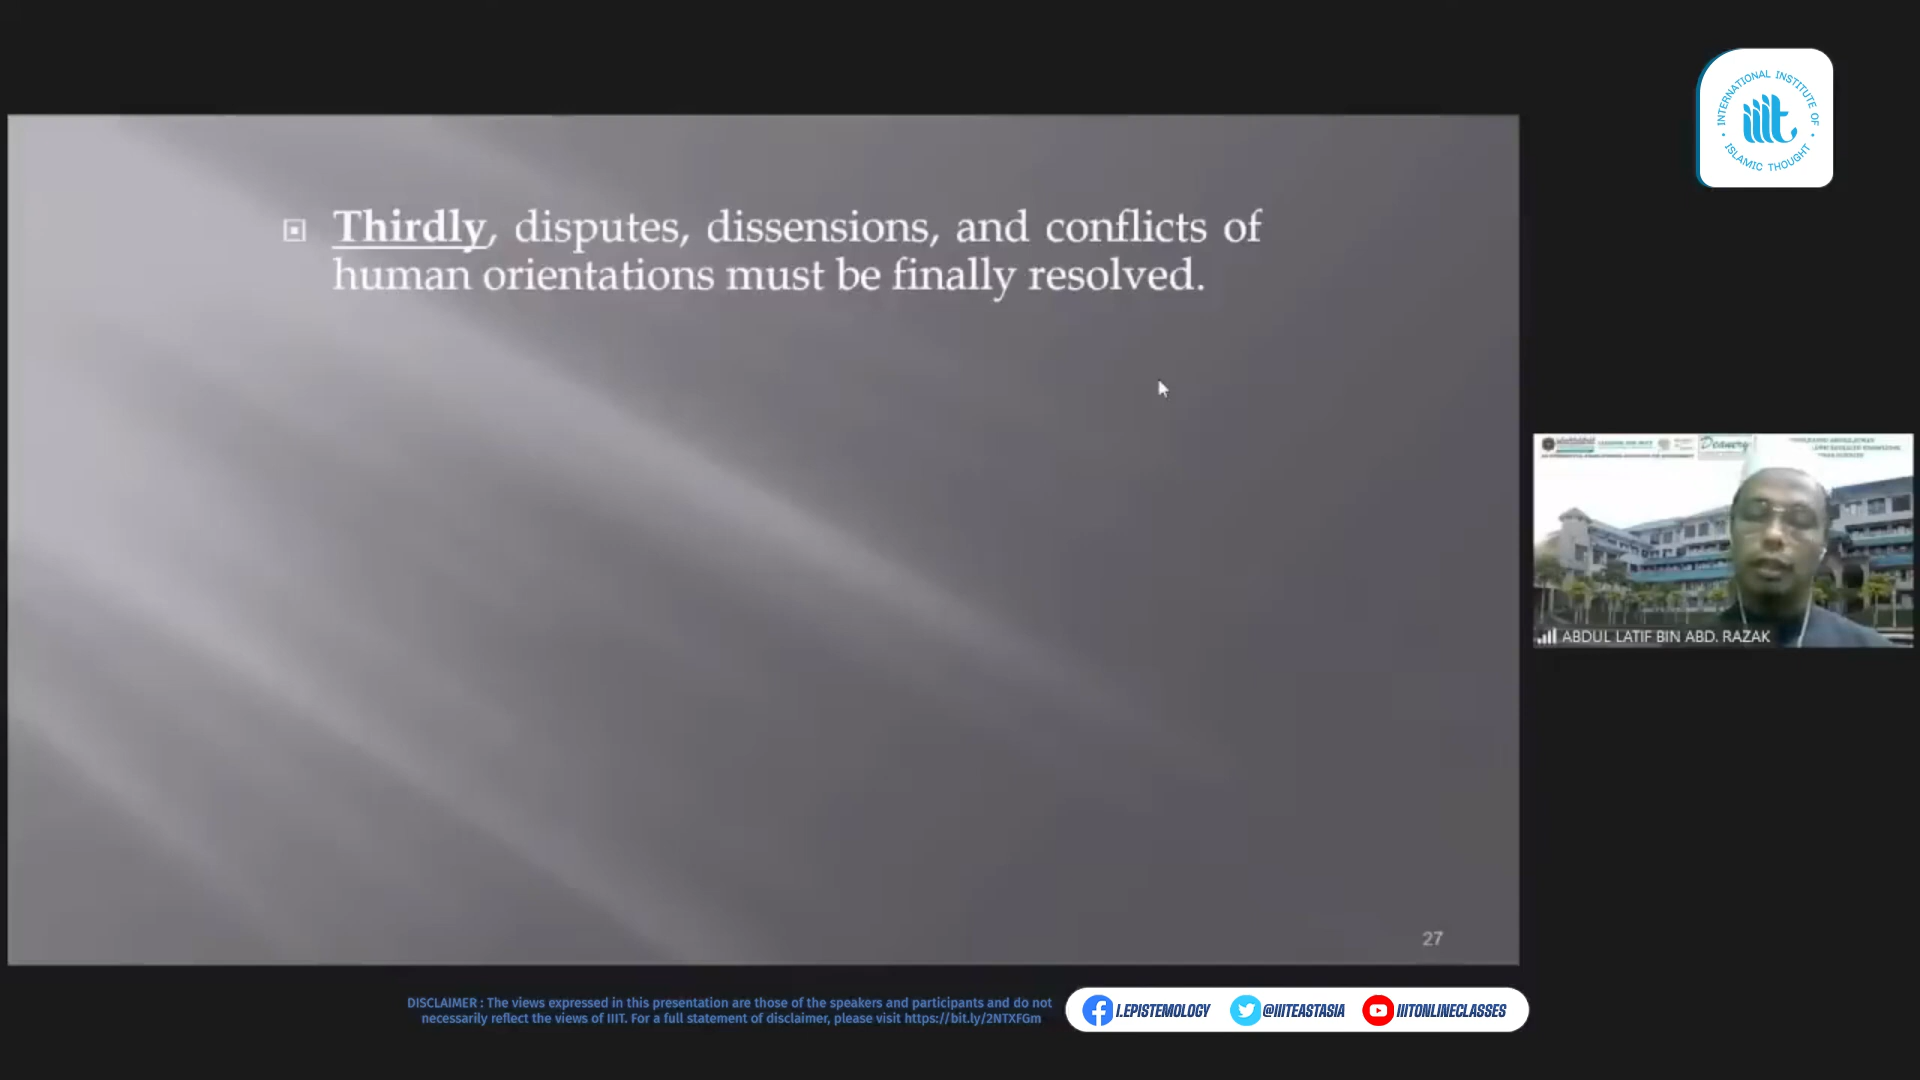 INTERNATIONAL INSTITUTE OF
iiit
ISLAMIC THOUGHT
Thirdly, disputes, dissensions, and conflicts of
human orientations must be finally resolved.
Deanery
ABDUL LATIF BIN ABD. RAZAK
27
DISCLAIMER : The views expressed in this presentation are those of the speakers and participants and do not
necessarily reflect the views of IIIT. For a full statement of disclaimer, please visit https://bit.ly/2NTXFGm
I.EPISTEMOLOGY
@IIITEASTASIA
IIITONLINECLASSES